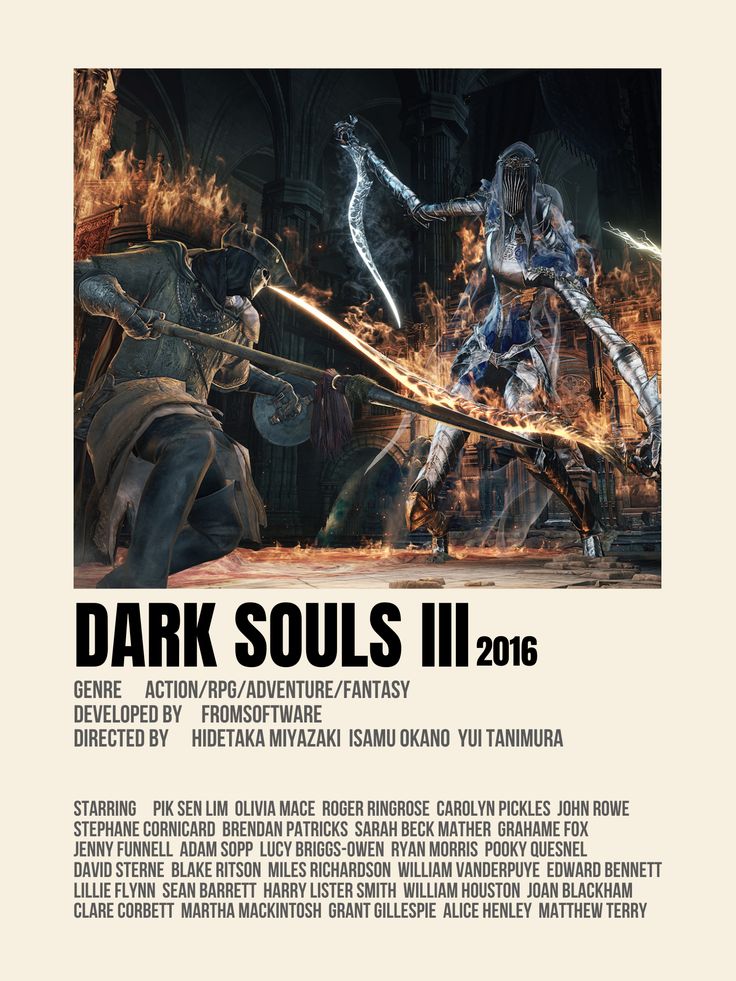 DARK SOULS III 2016
GENRE ACTION/RPG/ADVENTURE/FANTASY
DEVELOPED BY FROMSOFTWARE
DIRECTED BY HIDETAKA MIYAZAKI ISAMU OKANO YUI TANIMURA
STARRING PIK SEN LIM OLIVIA MACE ROGER RINGROSE CAROLYN PICKLES JOHN ROWE
STEPHANE CORNICARD BRENDAN PATRICKS SARAH BECK MATHER GRAHAME FOX
JENNY FUNNELL ADAM SOPP LUCY BRIGGS-OWEN RYAN MORRIS POOKY QUESNEL
DAVID STERNE BLAKE RITSON MILES RICHARDSON WILLIAM VANDERPUYE EDWARD BENNETT
LILLIE FLYNN SEAN BARRETT HARRY LISTER SMITH WILLIAM HOUSTON JOAN BLACKHAM
CLARE CORBETT MARTHA MACKINTOSH GRANT GILLESPIE ALICE HENLEY MATTHEW TERRY